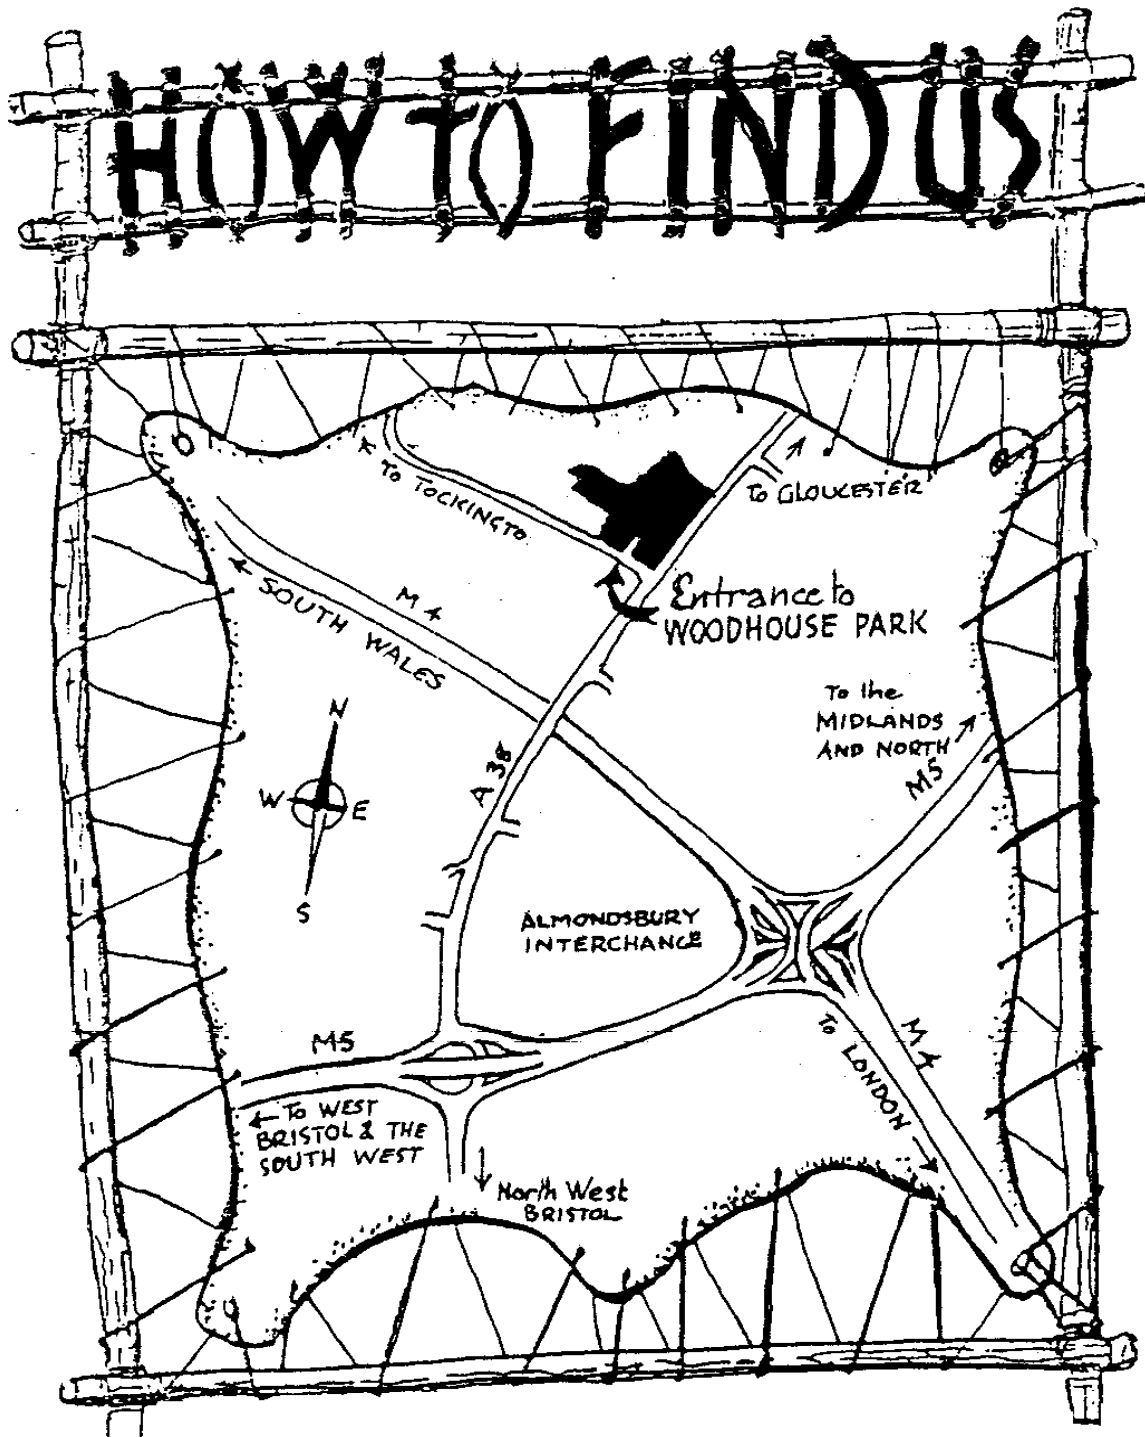 HOW TO FIND US
TO TOCKINGTO
TO GLOUCESTER
Entrance to
WOODHOUSE PARK
M4
SOUTH WALES
To the
MIDLANDS
AND NORTH
M5
N
W E
S
A 38
ALMONDSBURY
INTERCHANGE
M5
To WEST
BRISTOL & THE
SOUTH WEST
TO LONDON
M4
North West
BRISTOL